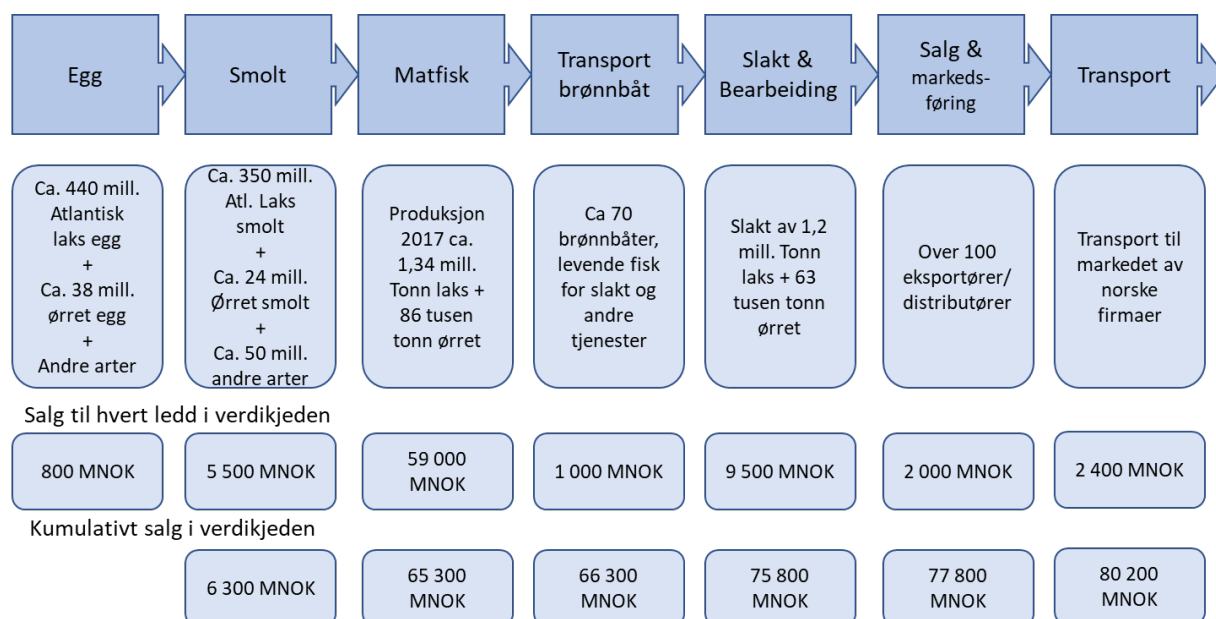 Egg
Smolt
Matfisk
Transport
brønnbåt
Slakt &
Bearbeiding
Salg &
markeds-
føring
Transport
Ca. 440 mill.
Atlantisk
laks egg
+
Ca. 38 mill.
ørret egg
+
Andre arter
Ca. 350 mill.
Atl. Laks
smolt
+
Ca. 24 mill.
Ørret smolt
+
Ca. 50 mill.
andre arter
Produksjon
2017 ca.
1,34 mill.
Tonn laks +
86 tusen
tonn ørret
Ca 70
brønnbåter,
levende fisk
for slakt og
andre
tjenester
Slakt av 1,2
mill. Tonn
laks + 63
tusen tonn
ørret
Over 100
eksportører/
distributører
Transport til
markedet av
norske
firmaer
Salg til hvert ledd i verdikjeden
800 MNOK
5 500 MNOK
59 000
MNOK
1 000 MNOK
9 500 MNOK
2 000 MNOK
2 400 MNOK
Kumulativt salg i verdikjeden
6 300 MNOK
65 300
MNOK
66 300
MNOK
75 800
MNOK
77 800
MNOK
80 200
MNOK